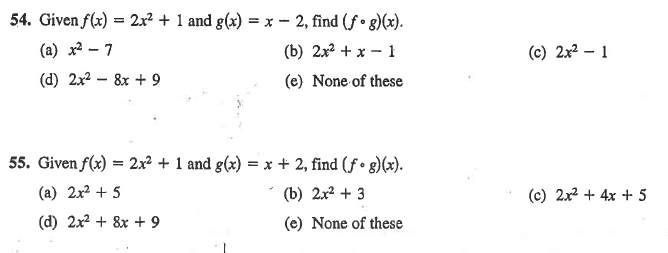 54. Given f(x) = 2x² + 1 and g(x) = x − 2, find (f ∘ g)(x).
(a) x² − 7 (b) 2x² + x − 1 (c) 2x² − 1
(d) 2x² − 8x + 9 (e) None of these
55. Given f(x) = 2x² + 1 and g(x) = x + 2, find (f ∘ g)(x).
(a) 2x² + 5 (b) 2x² + 3 (c) 2x² + 4x + 5
(d) 2x² + 8x + 9 (e) None of these